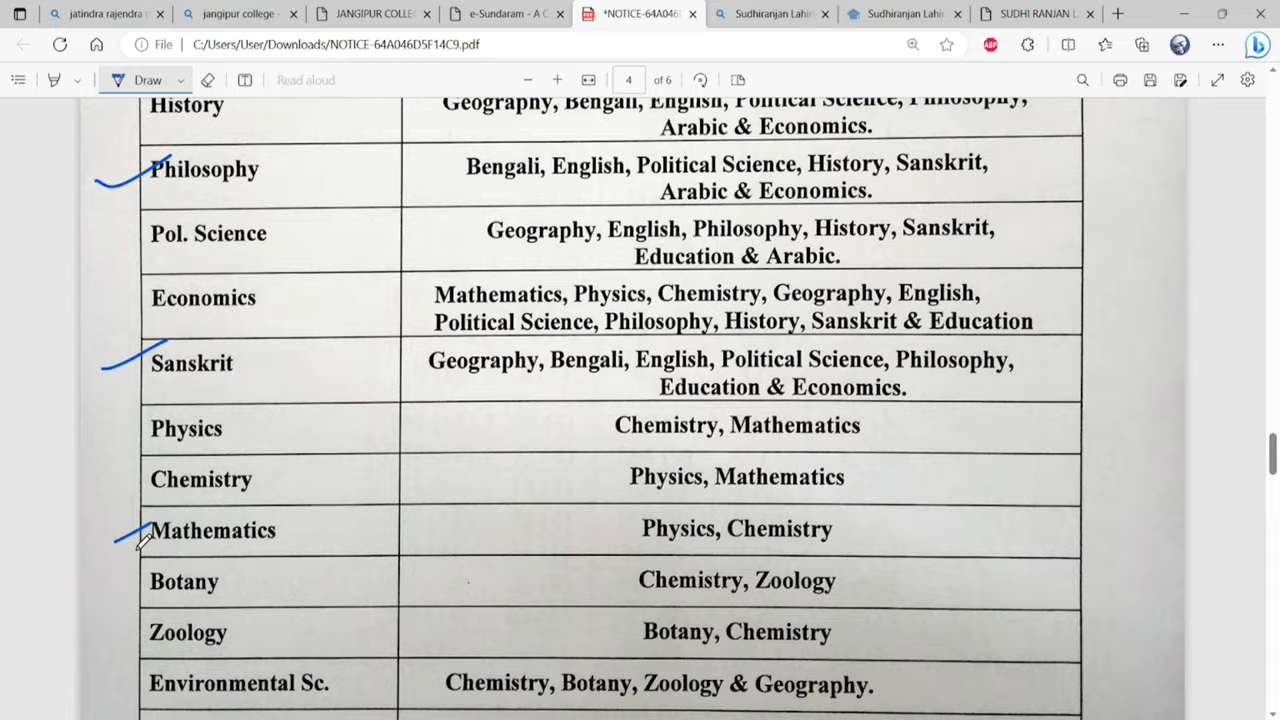 jatindra rajendra r
jangipur college -
JANGIPUR COLLE
e-Sundaram - A C
*NOTICE-64A046
Sudhiranjan Lahiri
Sudhiranjan Lahir
SUDHI RANJAN L
File
C:/Users/User/Downloads/NOTICE-64A046D5F14C9.pdf
ABP
Draw
Read aloud
4 of 6
History
Geography, Bengali, English, Political Science, Philosophy,
Arabic & Economics.
Philosophy
Bengali, English, Political Science, History, Sanskrit,
Arabic & Economics.
Pol. Science
Geography, English, Philosophy, History, Sanskrit,
Education & Arabic.
Economics
Mathematics, Physics, Chemistry, Geography, English,
Political Science, Philosophy, History, Sanskrit & Education
Sanskrit
Geography, Bengali, English, Political Science, Philosophy,
Education & Economics.
Physics
Chemistry, Mathematics
Chemistry
Physics, Mathematics
Mathematics
Physics, Chemistry
Botany
Chemistry, Zoology
Zoology
Botany, Chemistry
Environmental Sc.
Chemistry, Botany, Zoology & Geography.